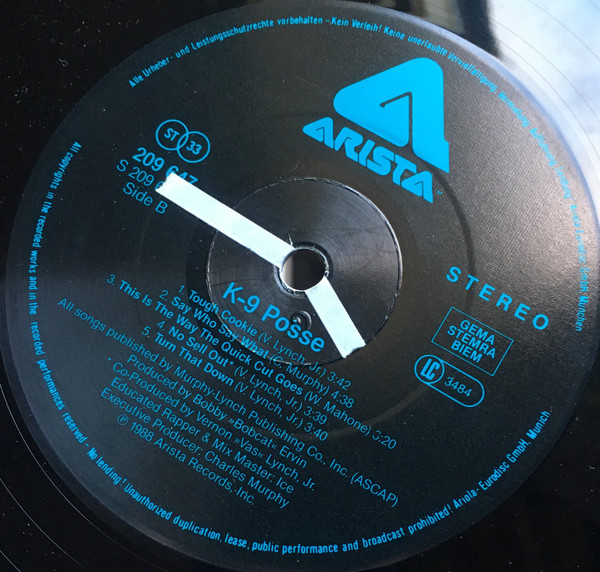 Alle Urheber- und Leistungsschutzrechte vorbehalten – Kein Verleih! Keine unerlaubte Vervielfältigung, Vermietung,
ARISTA
ST 33
209 647
S 209
Side B
STEREO
GEMA
STEMRA
BIEM
LC 3484
K-9 Posse
1. Tough Cookie (V. Lynch, Jr.) 3:42
2. Say Who Say What (C. Murphy) 4:38
3. This Is The Way The Quick Cut Goes (W. Mahone) 3:20
4. No Sell Out* (V. Lynch, Jr.) 3:39
5. Turn That Down (V. Lynch, Jr.) 3:40
All songs published by Murphy-Lynch Publishing Co., Inc. (ASCAP)
Produced by Bobby »Bobcat« Ervin
* Co-Produced by Vernon »Vas« Lynch, Jr.
Educated Rapper & Mix Master, Ice
Executive Producer, Charles Murphy
℗ 1988 Arista Records, Inc.
All copyrights in the recorded works and in the recorded performances reserved – No lending! Unauthorized duplication, lease, public performance and broadcast prohibited! Ariola-Eurodisc GmbH, Munich